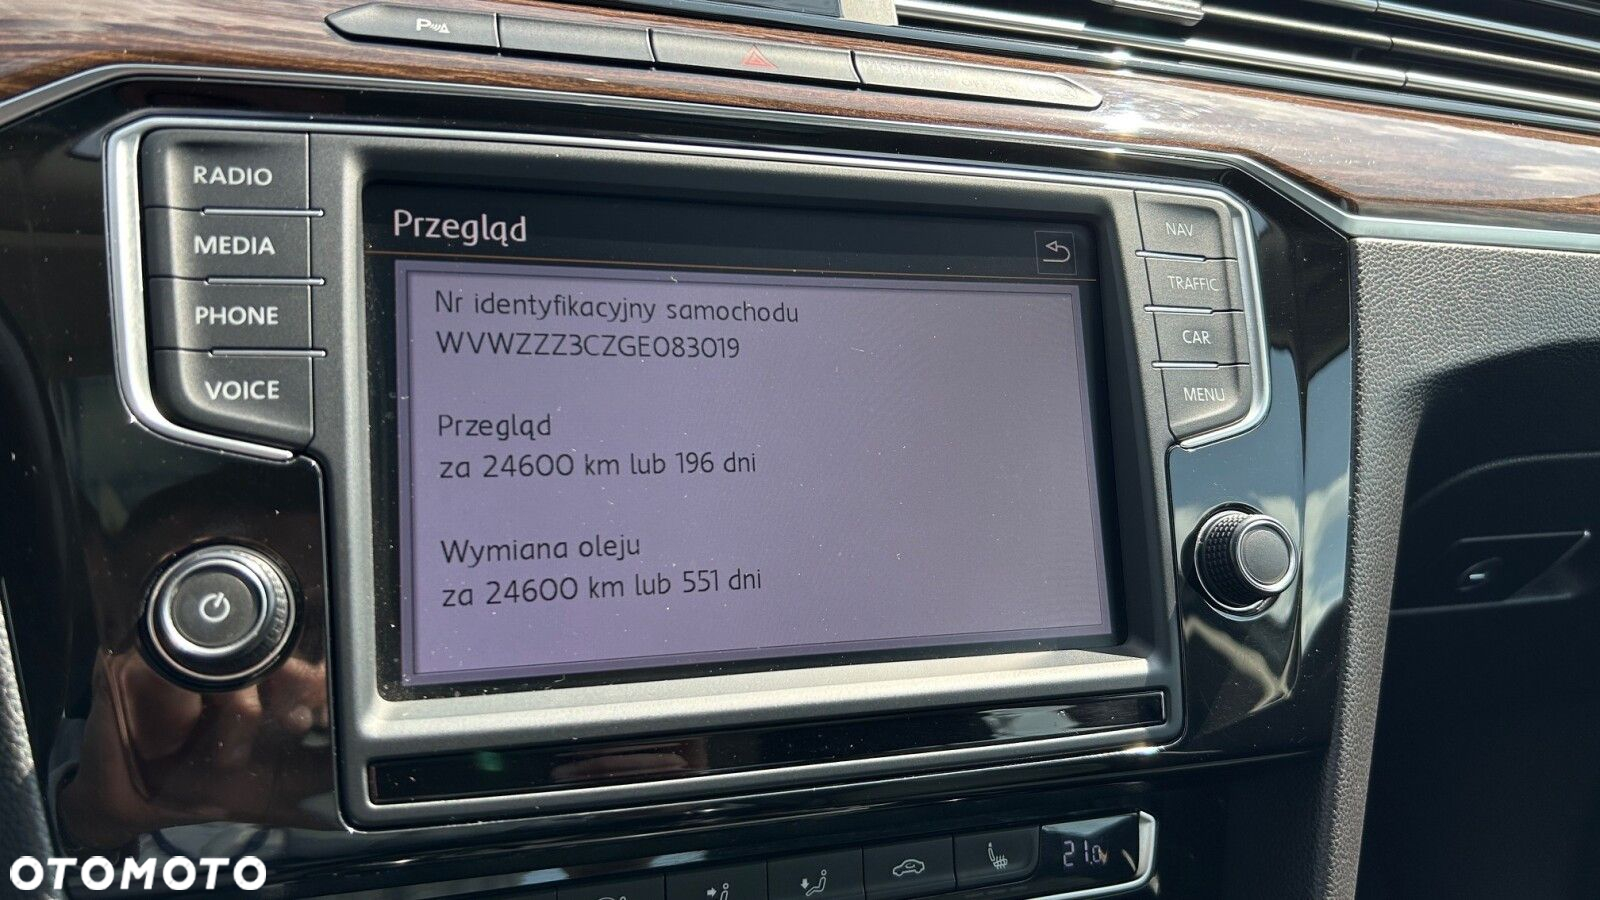 P
RADIO
MEDIA
PHONE
VOICE
Przegląd
Nr identyfikacyjny samochodu
WVWZZZ3CZGE083019
Przegląd
za 24600 km lub 196 dni
Wymiana oleju
za 24600 km lub 551 dni
NAV
TRAFFIC
CAR
MENU
21.0
OTOMOTO